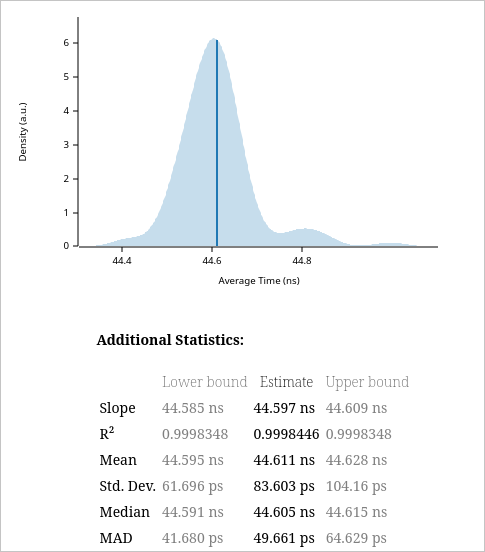 6
5
4
3
2
1
0
Density (a.u.)
44.4 44.6 44.8
Average Time (ns)
Additional Statistics:
Lower bound Estimate Upper bound
Slope 44.585 ns 44.597 ns 44.609 ns
R² 0.9998348 0.9998446 0.9998348
Mean 44.595 ns 44.611 ns 44.628 ns
Std. Dev. 61.696 ps 83.603 ps 104.16 ps
Median 44.591 ns 44.605 ns 44.615 ns
MAD 41.680 ps 49.661 ps 64.629 ps